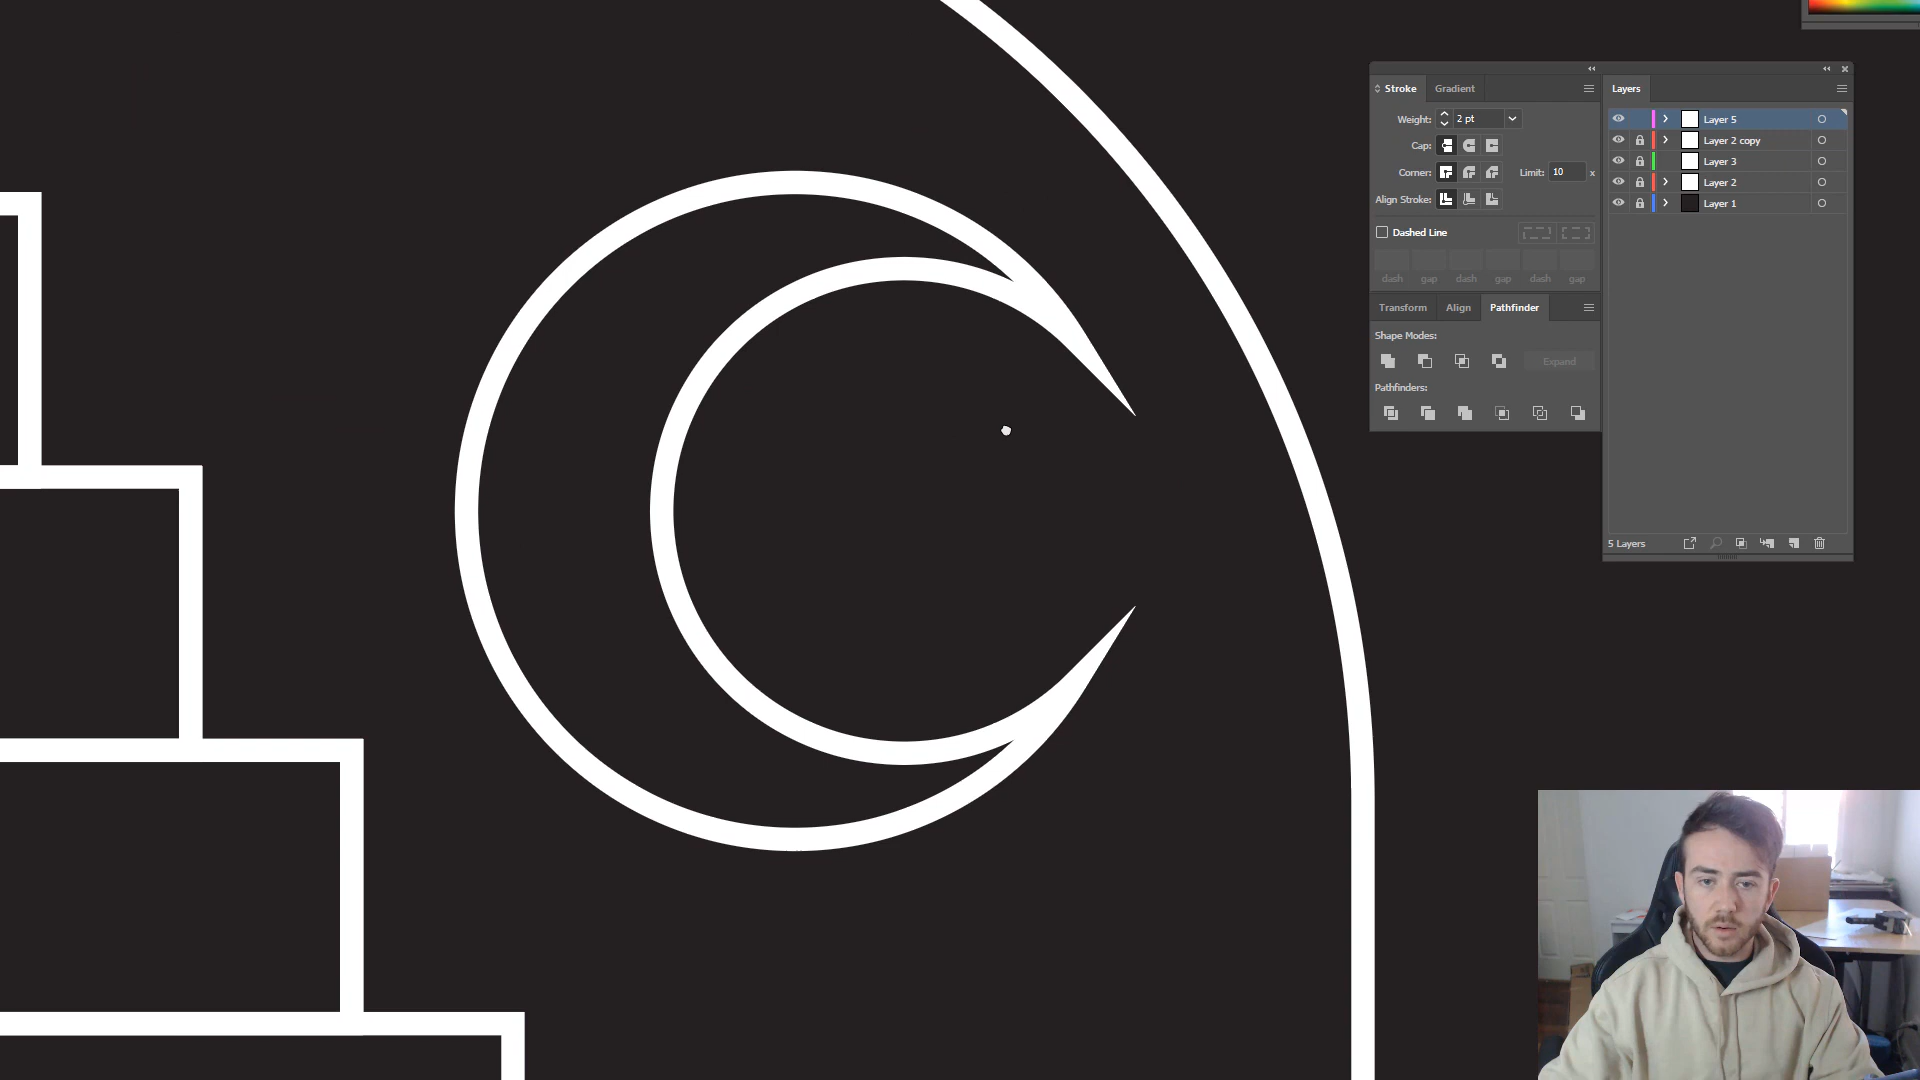 Stroke
Gradient
Weight: 2 pt
Cap:
Corner: Limit: 10 x
Align Stroke:
Dashed Line
dash gap dash gap dash gap
Transform Align Pathfinder
Shape Modes:
Expand
Pathfinders:
Layers
Layer 5
Layer 2 copy
Layer 3
Layer 2
Layer 1
5 Layers